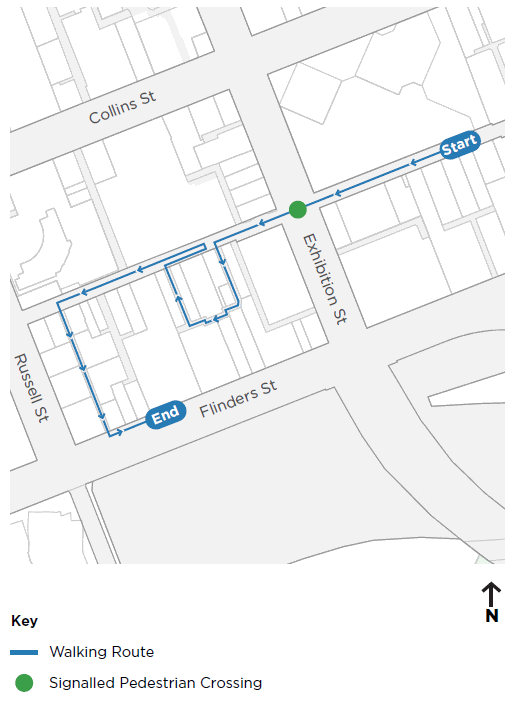 Collins St
Start
Exhibition St
Russell St
End
Flinders St
N
Key
Walking Route
Signalled Pedestrian Crossing